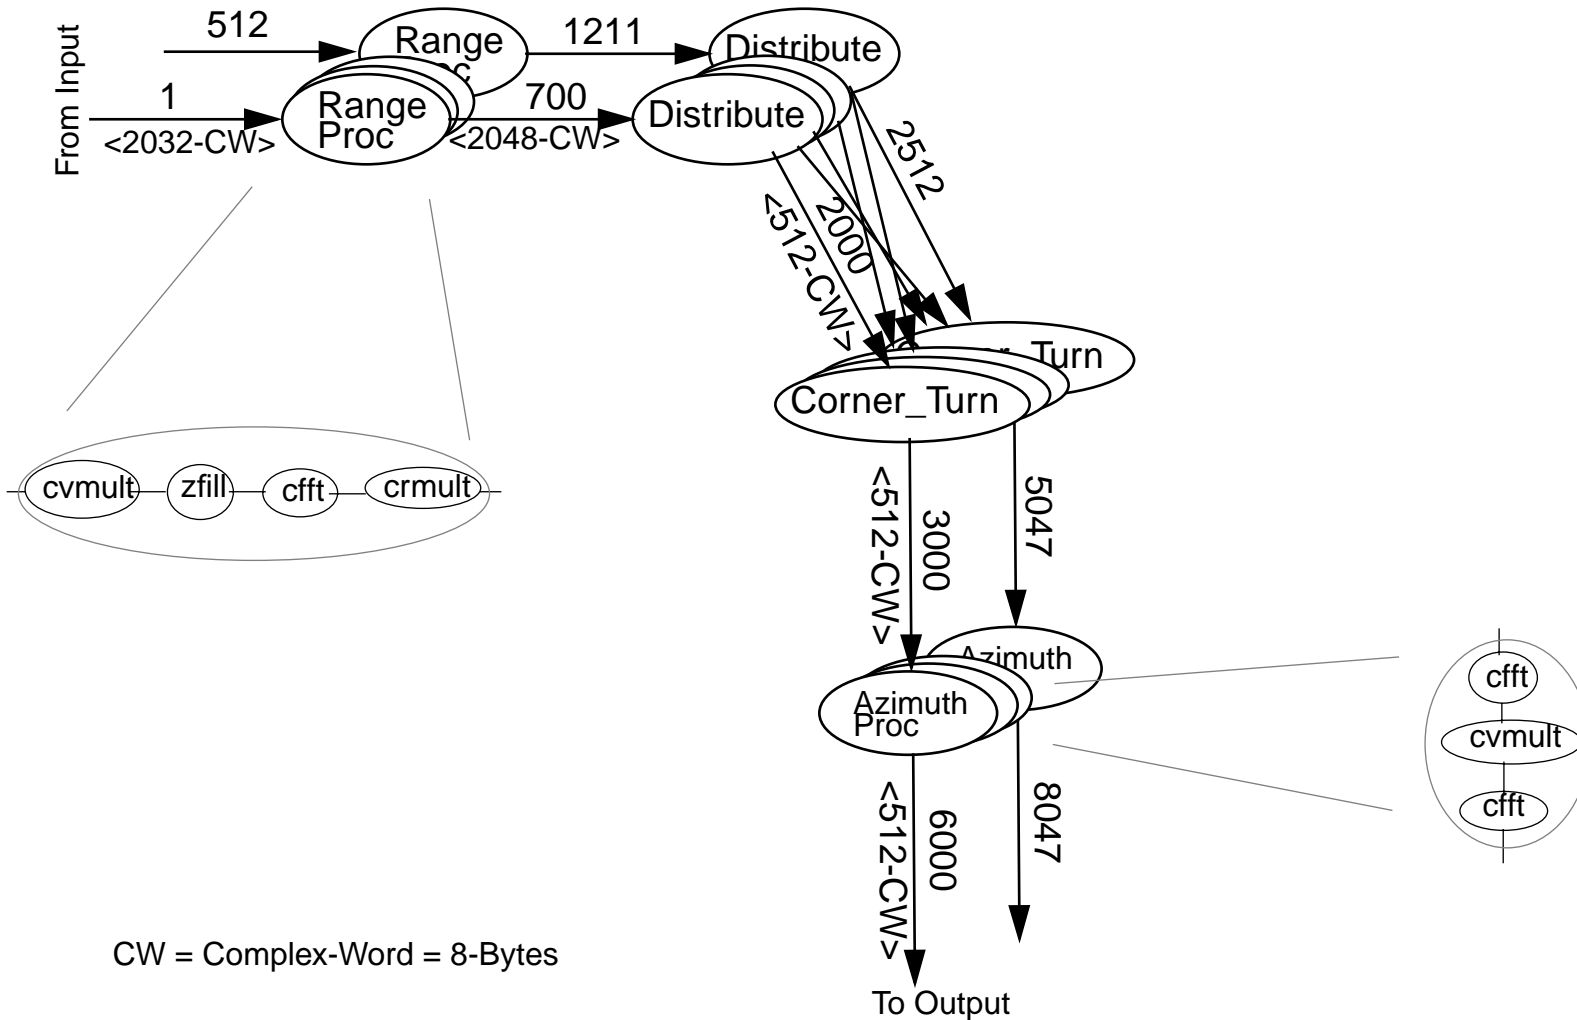 512
Range
1211
Distribute
From Input
1
<2032-CW>
Range
Proc
700
<2048-CW>
Distribute
2512
2000
<512-CW>
Turn
Corner_Turn
cvmult
zfill
cfft
crmult
<512-CW>
3000
5047
Azimuth
Azimuth
Proc
cfft
cvmult
cfft
<512-CW>
6000
8047
CW = Complex-Word = 8-Bytes
To Output